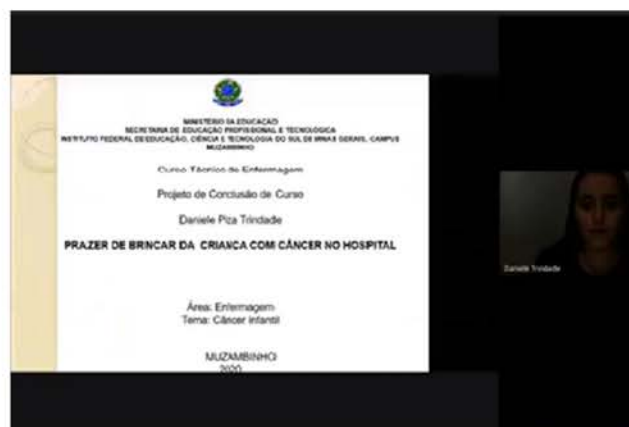 MINISTÉRIO DA EDUCAÇÃO
SECRETARIA DE EDUCAÇÃO PROFISSIONAL E TECNOLÓGICA
INSTITUTO FEDERAL DE EDUCAÇÃO, CIÊNCIA E TECNOLOGIA DO SUL DE MINAS GERAIS, CAMPUS
MUZAMBINHO
Curso Técnico de Enfermagem
Projeto de Conclusão de Curso
Daniele Piza Trindade
PRAZER DE BRINCAR DA CRIANCA COM CÂNCER NO HOSPITAL
Área: Enfermagem
Tema: Câncer Infantil
MUZAMBINHO
2020
Daniele Trindade